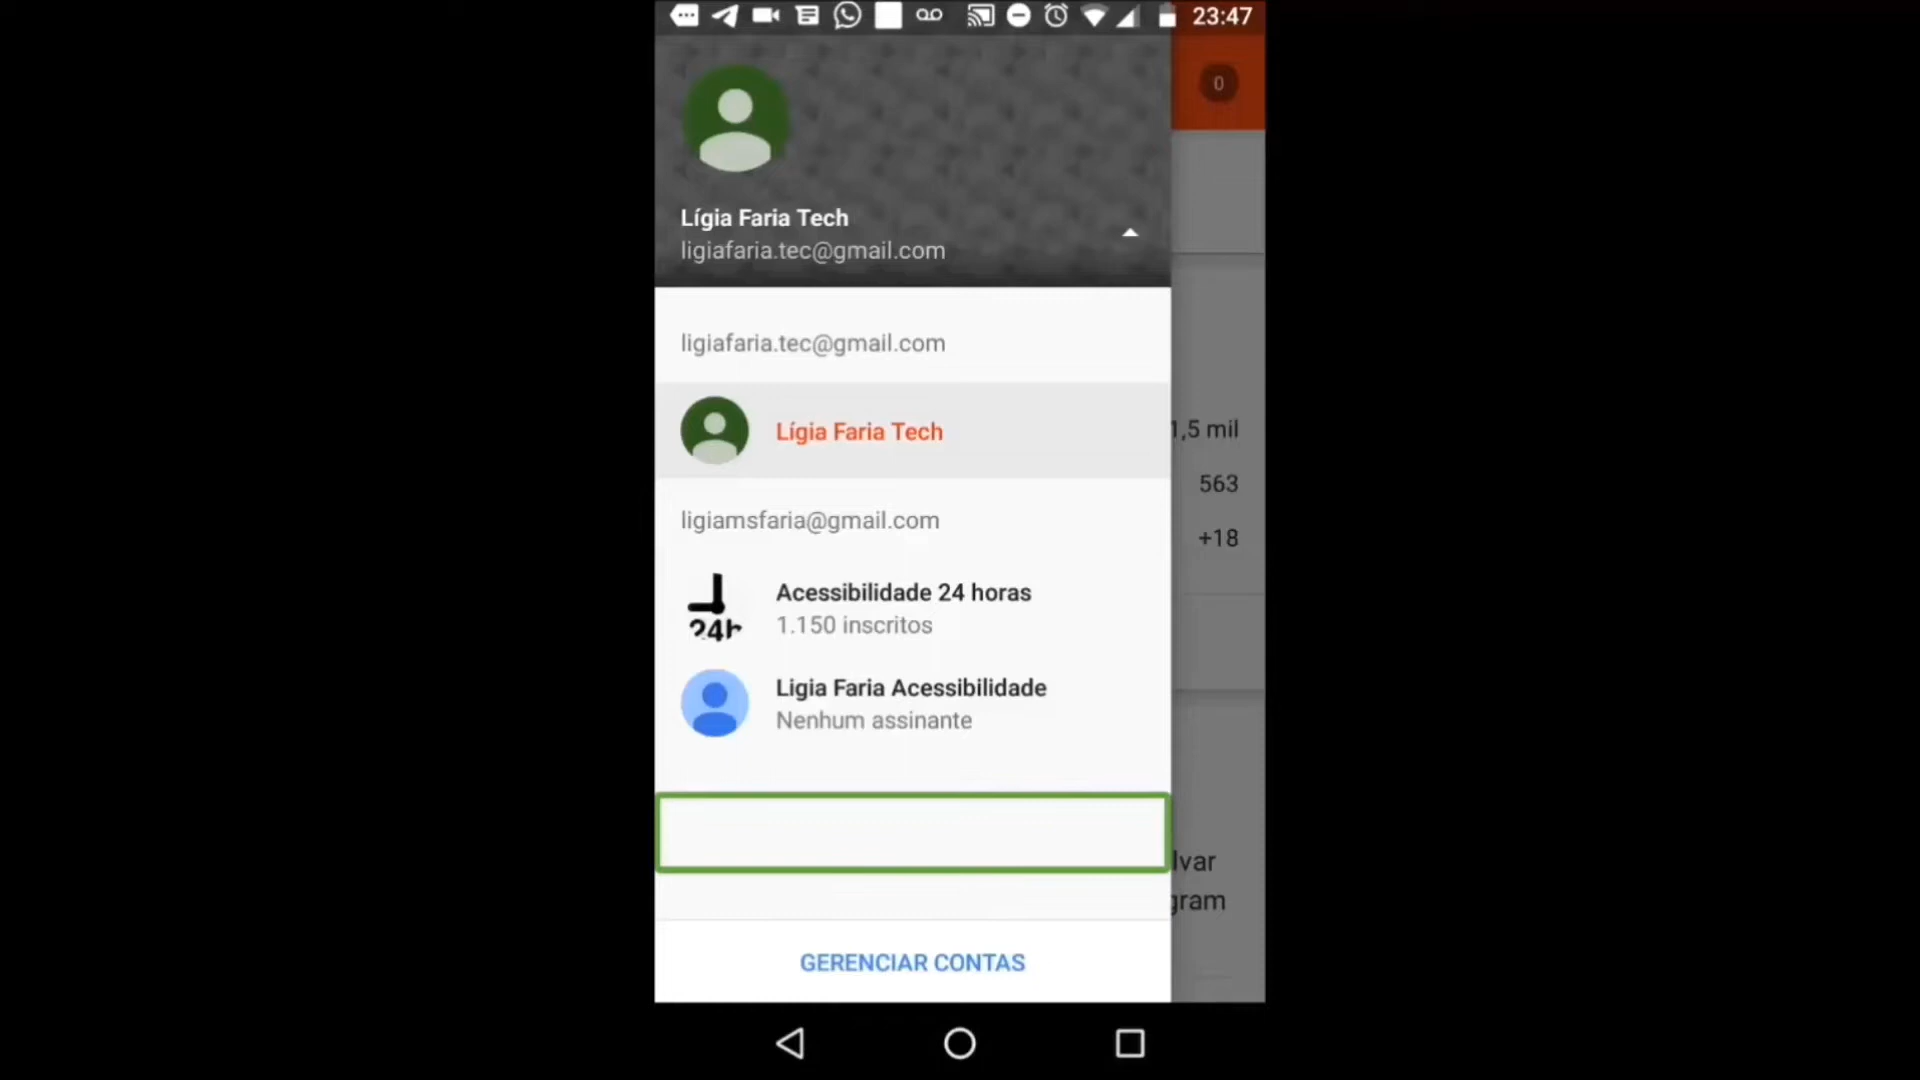 23:47
0
Lígia Faria Tech
ligiafaria.tec@gmail.com
ligiafaria.tec@gmail.com
Lígia Faria Tech
1,5 mil
563
ligiamsfaria@gmail.com
+18
Acessibilidade 24 horas
24h
1.150 inscritos
Ligia Faria Acessibilidade
Nenhum assinante
lvar
gram
GERENCIAR CONTAS